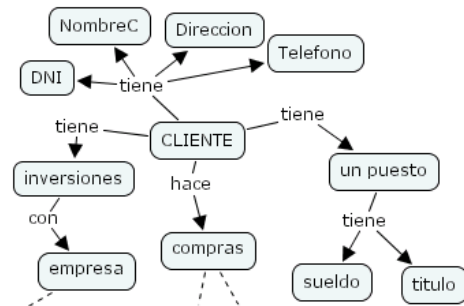 NombreC
Direccion
Telefono
DNI
tiene
tiene
CLIENTE
tiene
inversiones
hace
un puesto
con
tiene
compras
empresa
sueldo
titulo